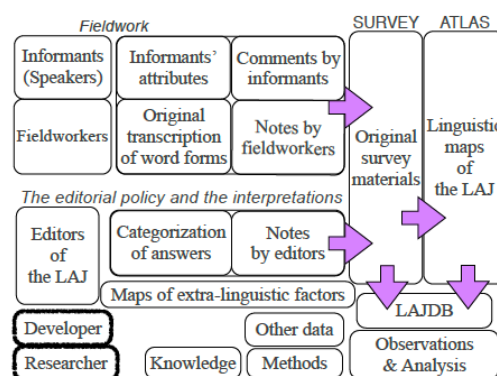 Fieldwork
SURVEY
ATLAS
Informants
(Speakers)
Informants'
attributes
Comments by
informants
Fieldworkers
Original
transcription
of word forms
Notes by
fieldworkers
Original
survey
materials
Linguistic
maps
of
the LAJ
The editorial policy and the interpretations
Editors
of
the LAJ
Categorization
of answers
Notes
by editors
Maps of extra-linguistic factors
LAJDB
Developer
Other data
Researcher
Knowledge
Methods
Observations
& Analysis